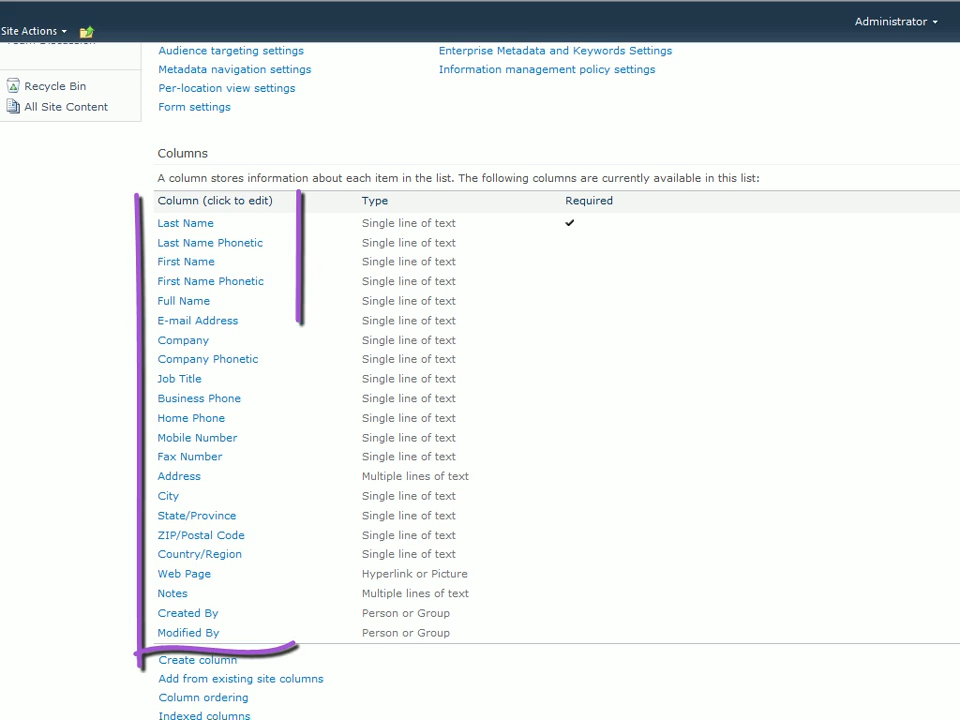 Administrator
Site Actions
Team Discussion
Audience targeting settings Enterprise Metadata and Keywords Settings
Metadata navigation settings Information management policy settings
Recycle Bin
Per-location view settings
All Site Content
Form settings
Columns
A column stores information about each item in the list. The following columns are currently available in this list:
Column (click to edit) Type Required
Last Name Single line of text
Last Name Phonetic Single line of text
First Name Single line of text
First Name Phonetic Single line of text
Full Name Single line of text
E-mail Address Single line of text
Company Single line of text
Company Phonetic Single line of text
Job Title Single line of text
Business Phone Single line of text
Home Phone Single line of text
Mobile Number Single line of text
Fax Number Single line of text
Address Multiple lines of text
City Single line of text
State/Province Single line of text
ZIP/Postal Code Single line of text
Country/Region Single line of text
Web Page Hyperlink or Picture
Notes Multiple lines of text
Created By Person or Group
Modified By Person or Group
Create column
Add from existing site columns
Column ordering
Indexed columns